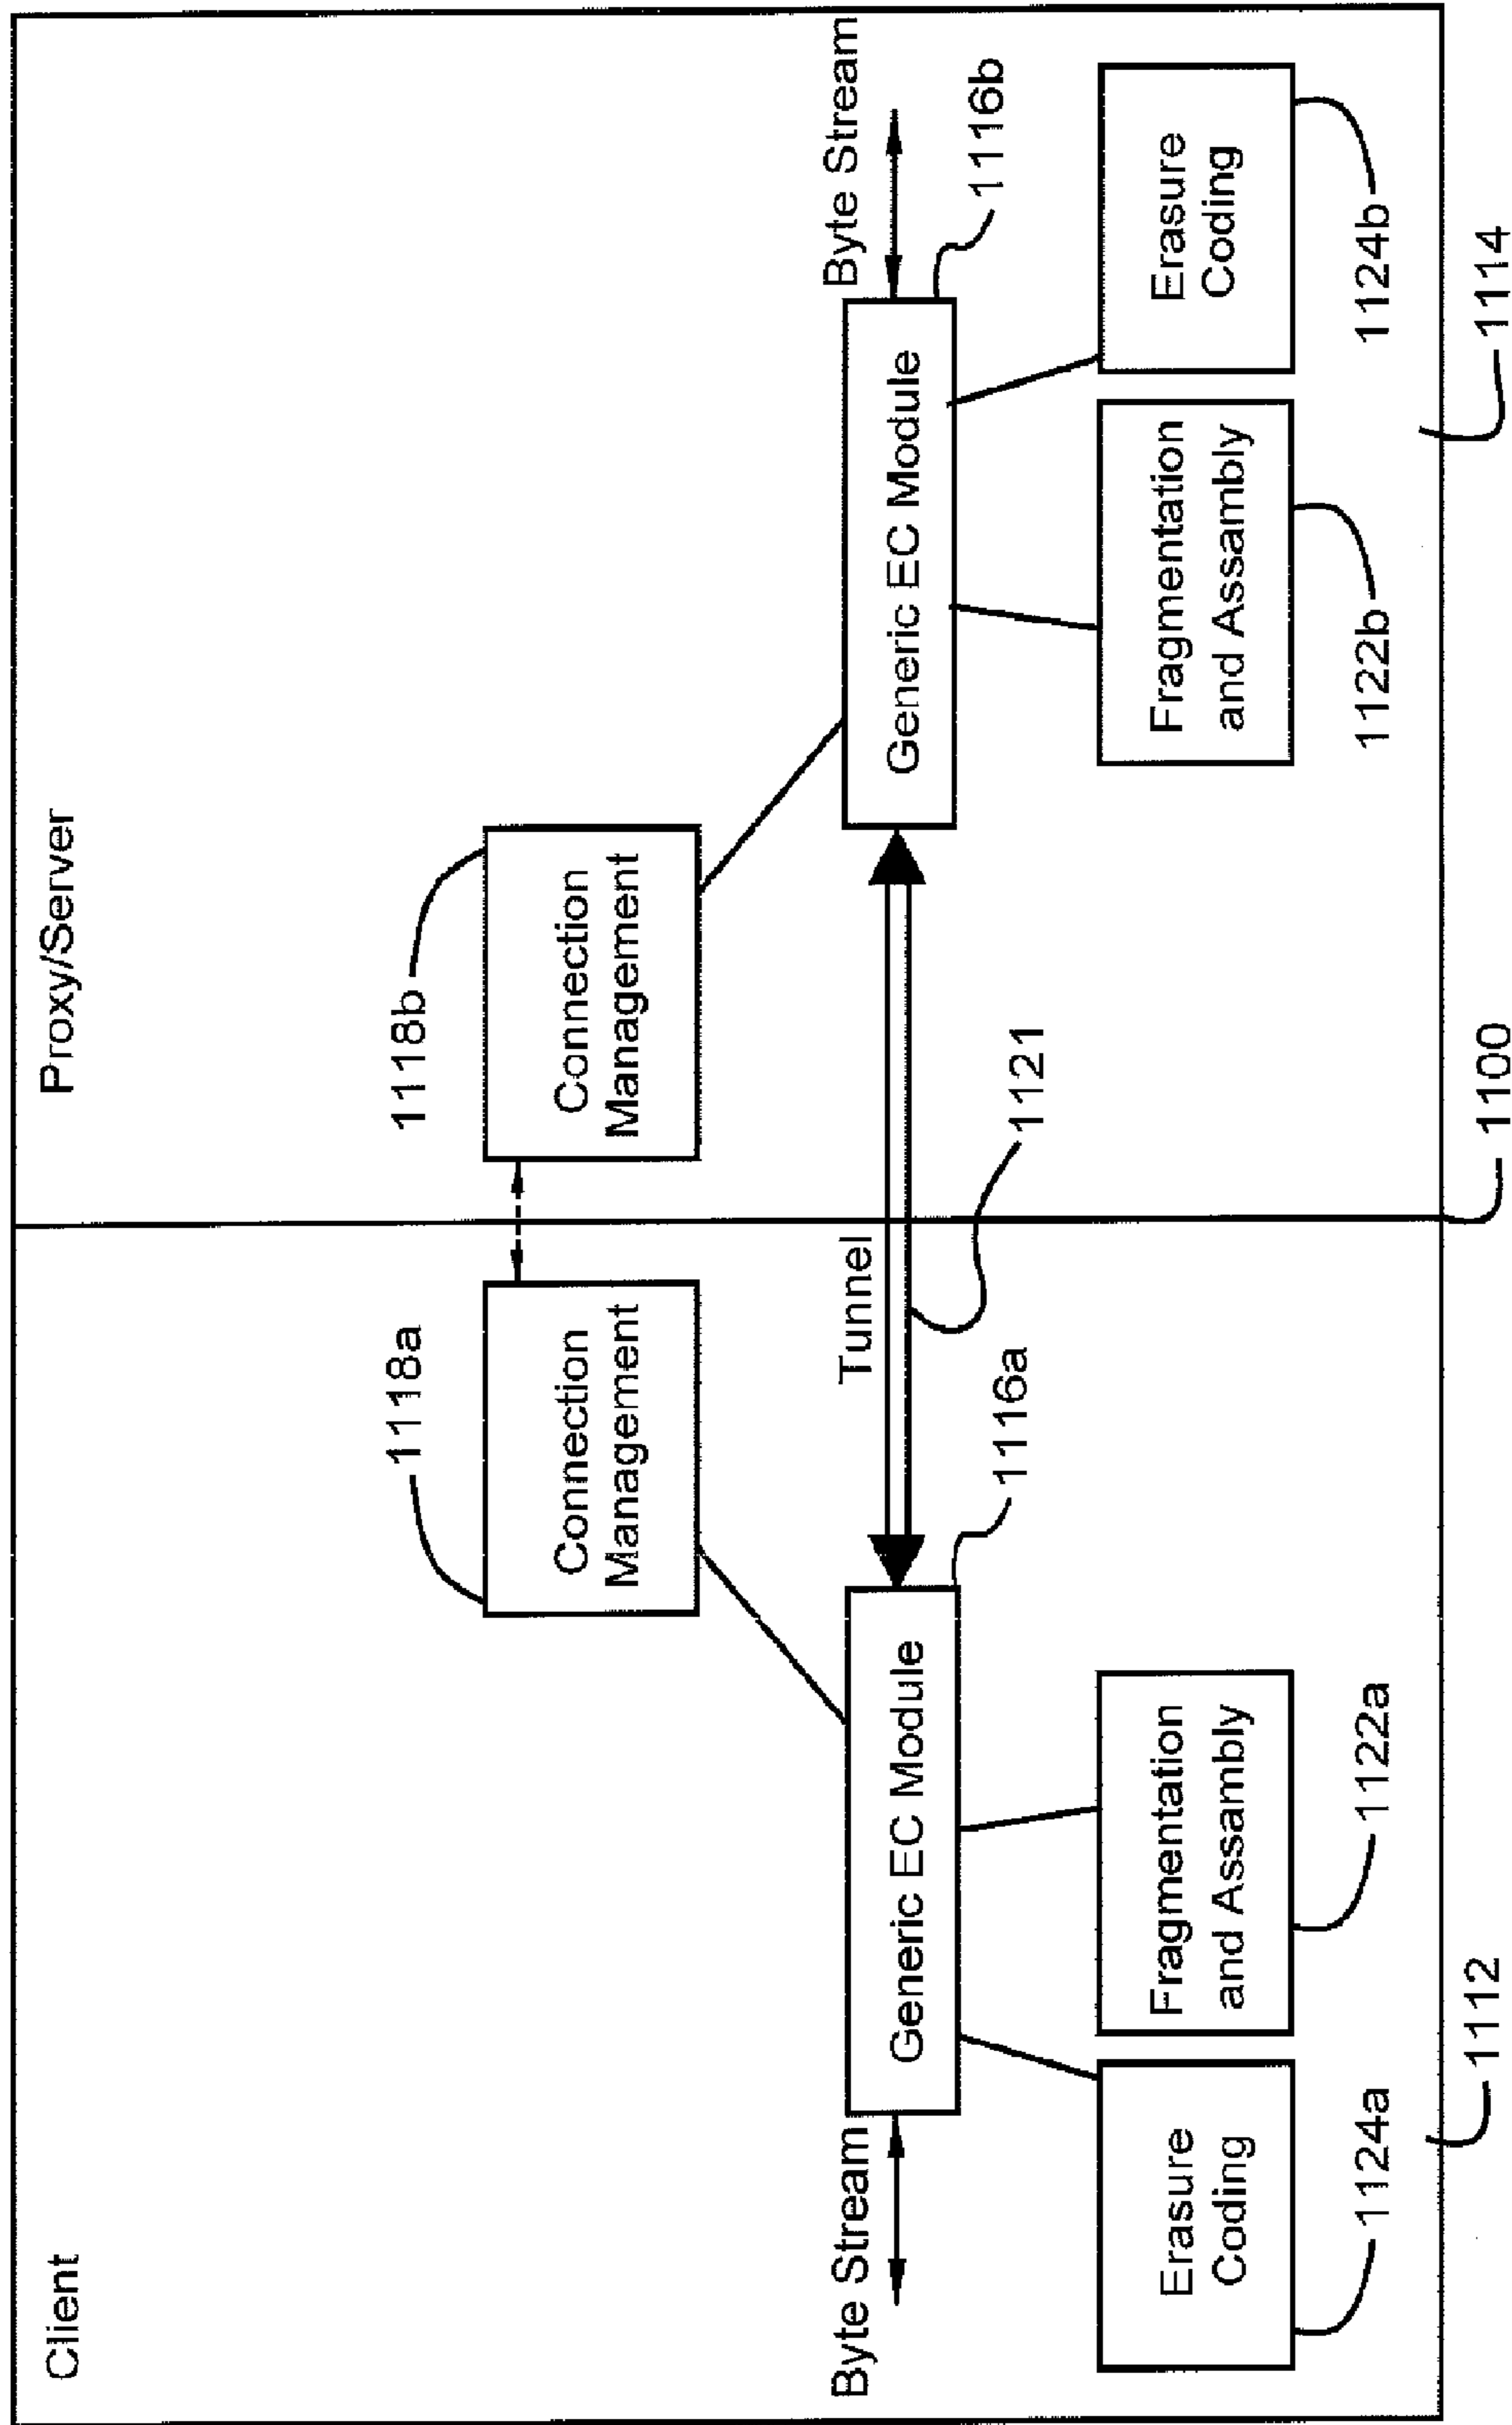 Client
Proxy/Server
1118a
1118b
Connection
Management
Connection
Management
Byte Stream
Tunnel
Byte Stream
Generic EC Module
Generic EC Module
1116a
1121
1116b
Erasure
Coding
Fragmentation
and Assambly
Fragmentation
and Assambly
Erasure
Coding
1124a
1122a
1122b
1124b
1112
1100
1114